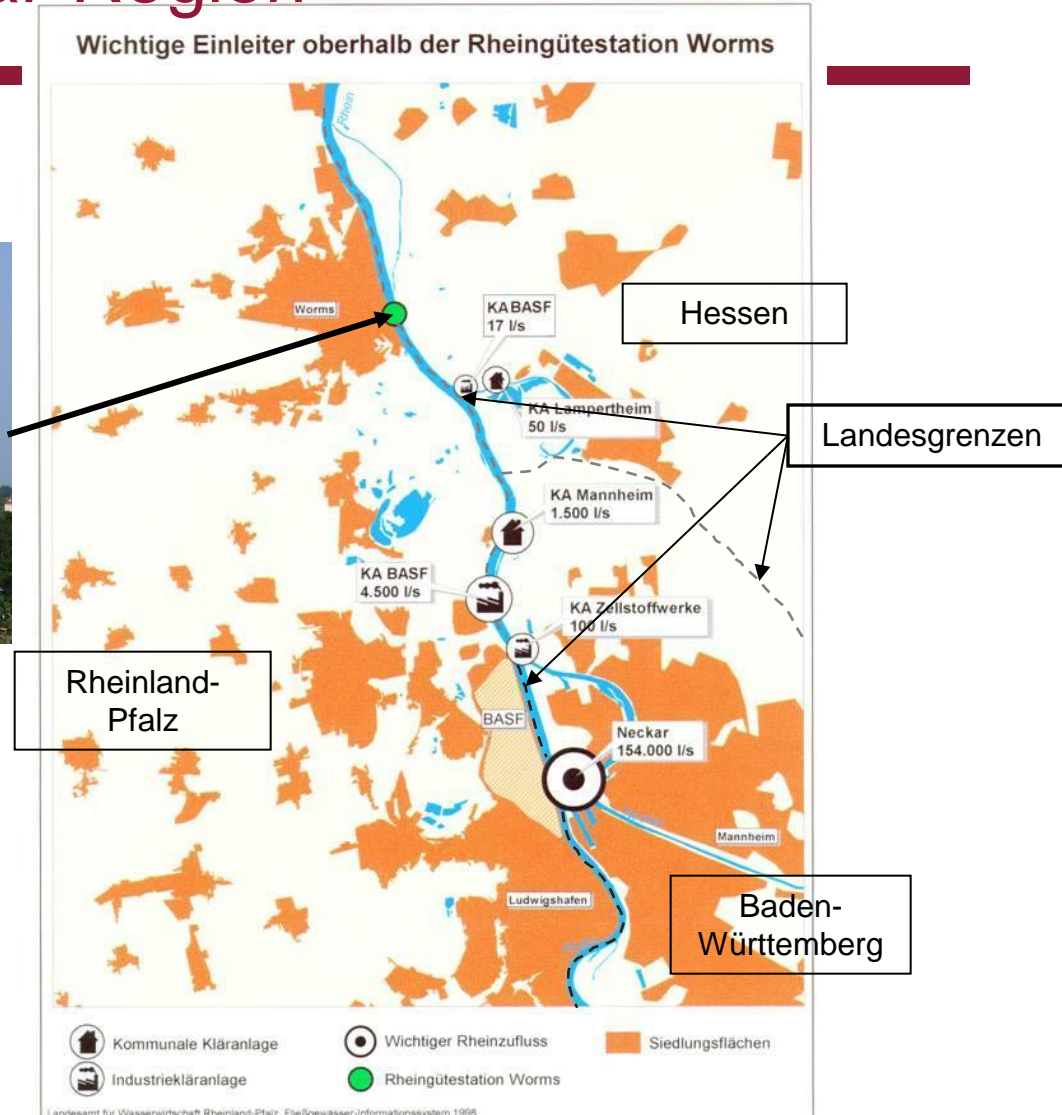 Region
Wichtige Einleiter oberhalb der Rheingütestation Worms
Rhein
Worms
KA BASF
17 l/s
Hessen
KA Lampertheim
50 l/s
Landesgrenzen
KA Mannheim
1.500 l/s
KA BASF
4.500 l/s
KA Zellstoffwerke
100 l/s
Rheinland-
Pfalz
BASF
Neckar
154.000 l/s
Mannheim
Ludwigshafen
Baden-
Württemberg
Kommunale Kläranlage
Wichtiger Rheinzufluss
Siedlungsflächen
Industriekläranlage
Rheingütestation Worms
Landesamt für Wasserwirtschaft Rheinland-Pfalz, Fließgewässer-Informationssystem 1998